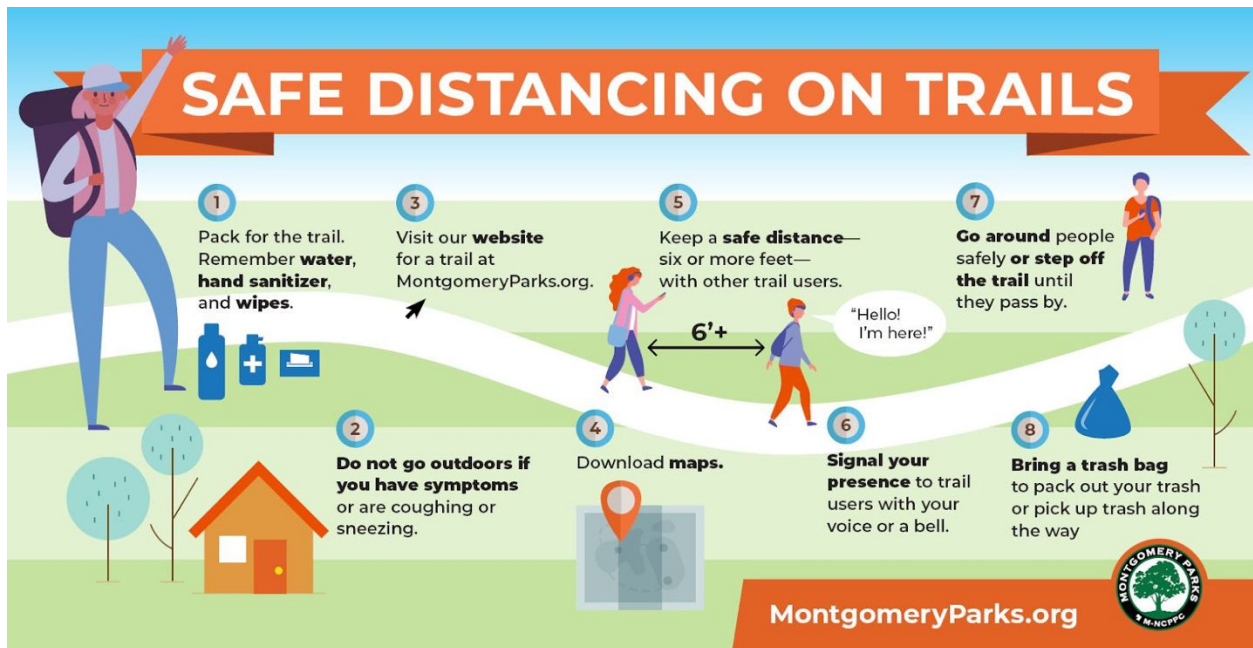 SAFE DISTANCING ON TRAILS
1
Pack for the trail.
Remember water,
hand sanitizer,
and wipes.
2
Do not go outdoors if
you have symptoms
or are coughing or
sneezing.
3
Visit our website
for a trail at
MontgomeryParks.org.
4
Download maps.
5
Keep a safe distance—
six or more feet—
with other trail users.
6'+
"Hello!
I'm here!"
6
Signal your
presence to trail
users with your
voice or a bell.
7
Go around people
safely or step off
the trail until
they pass by.
8
Bring a trash bag
to pack out your trash
or pick up trash along
the way
MontgomeryParks.org
MONTGOMERY PARKS
M-NCPPC